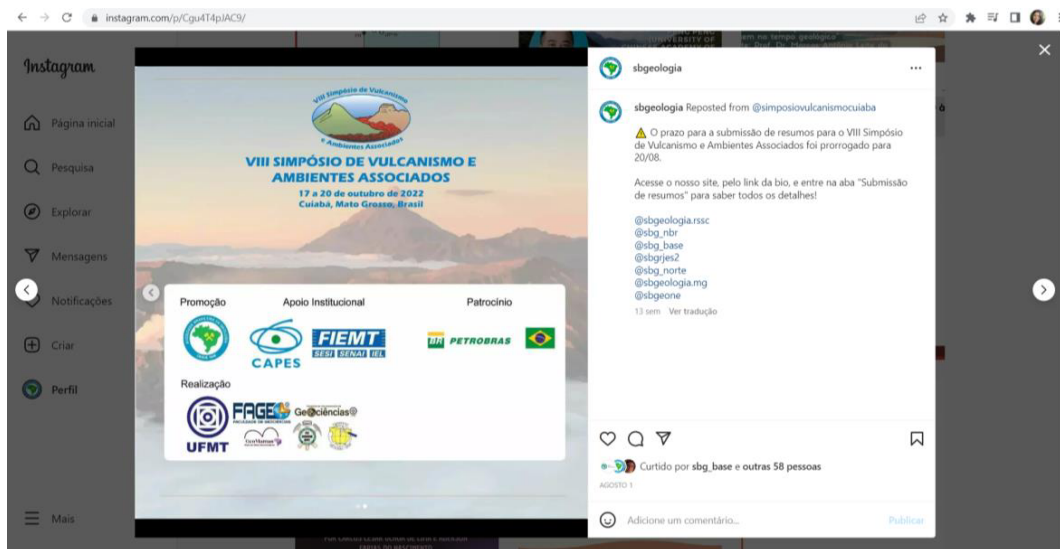 instagram.com/p/Cgu4T4pJAC9/
Instagram
Página inicial
Pesquisa
Explorar
Mensagens
Notificações
Criar
Perfil
Mais
VIII Simpósio de Vulcanismo
e Ambientes Associados
VIII SIMPÓSIO DE VULCANISMO E
AMBIENTES ASSOCIADOS
17 a 20 de outubro de 2022
Cuiabá, Mato Grosso, Brasil
Promoção
Apoio Institucional
Patrocínio
CAPES
FIEMT
SESI SENAI IEL
BR PETROBRAS
Realização
UFMT
FAGEO
FACULDADE DE GEOCIÊNCIAS
Geociências
sbgeologia
sbgeologia Reposted from @simposiovulcanismocuiaba
⚠ O prazo para a submissão de resumos para o VIII Simpósio
de Vulcanismo e Ambientes Associados foi prorrogado para
20/08.
Acesse o nosso site, pelo link da bio, e entre na aba "Submissão
de resumos" para saber todos os detalhes!
@sbgeologia.rssc
@sbg_nbr
@sbg_base
@sbgrjes2
@sbg_norte
@sbgeologia.mg
@sbgeone
13 sem Ver tradução
Curtido por sbg_base e outras 58 pessoas
AGOSTO 1
Adicione um comentário...
Publicar